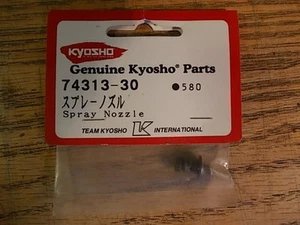 KYOSHO
Genuine Kyosho® Parts
74313-30
●580
スプレーノズル
Spray Nozzle
TEAM KYOSHO K INTERNATIONAL